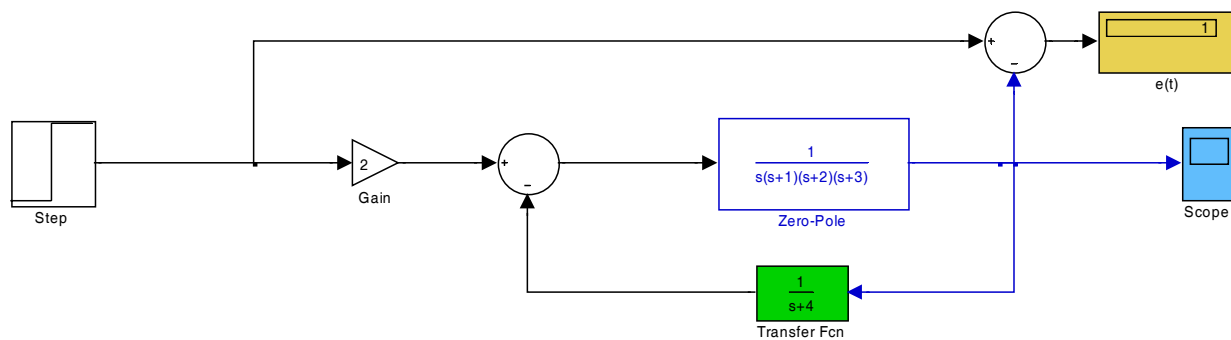 +
−
1
e(t)
Step
2
Gain
+
−
1
s(s+1)(s+2)(s+3)
Zero-Pole
Scope
1
s+4
Transfer Fcn